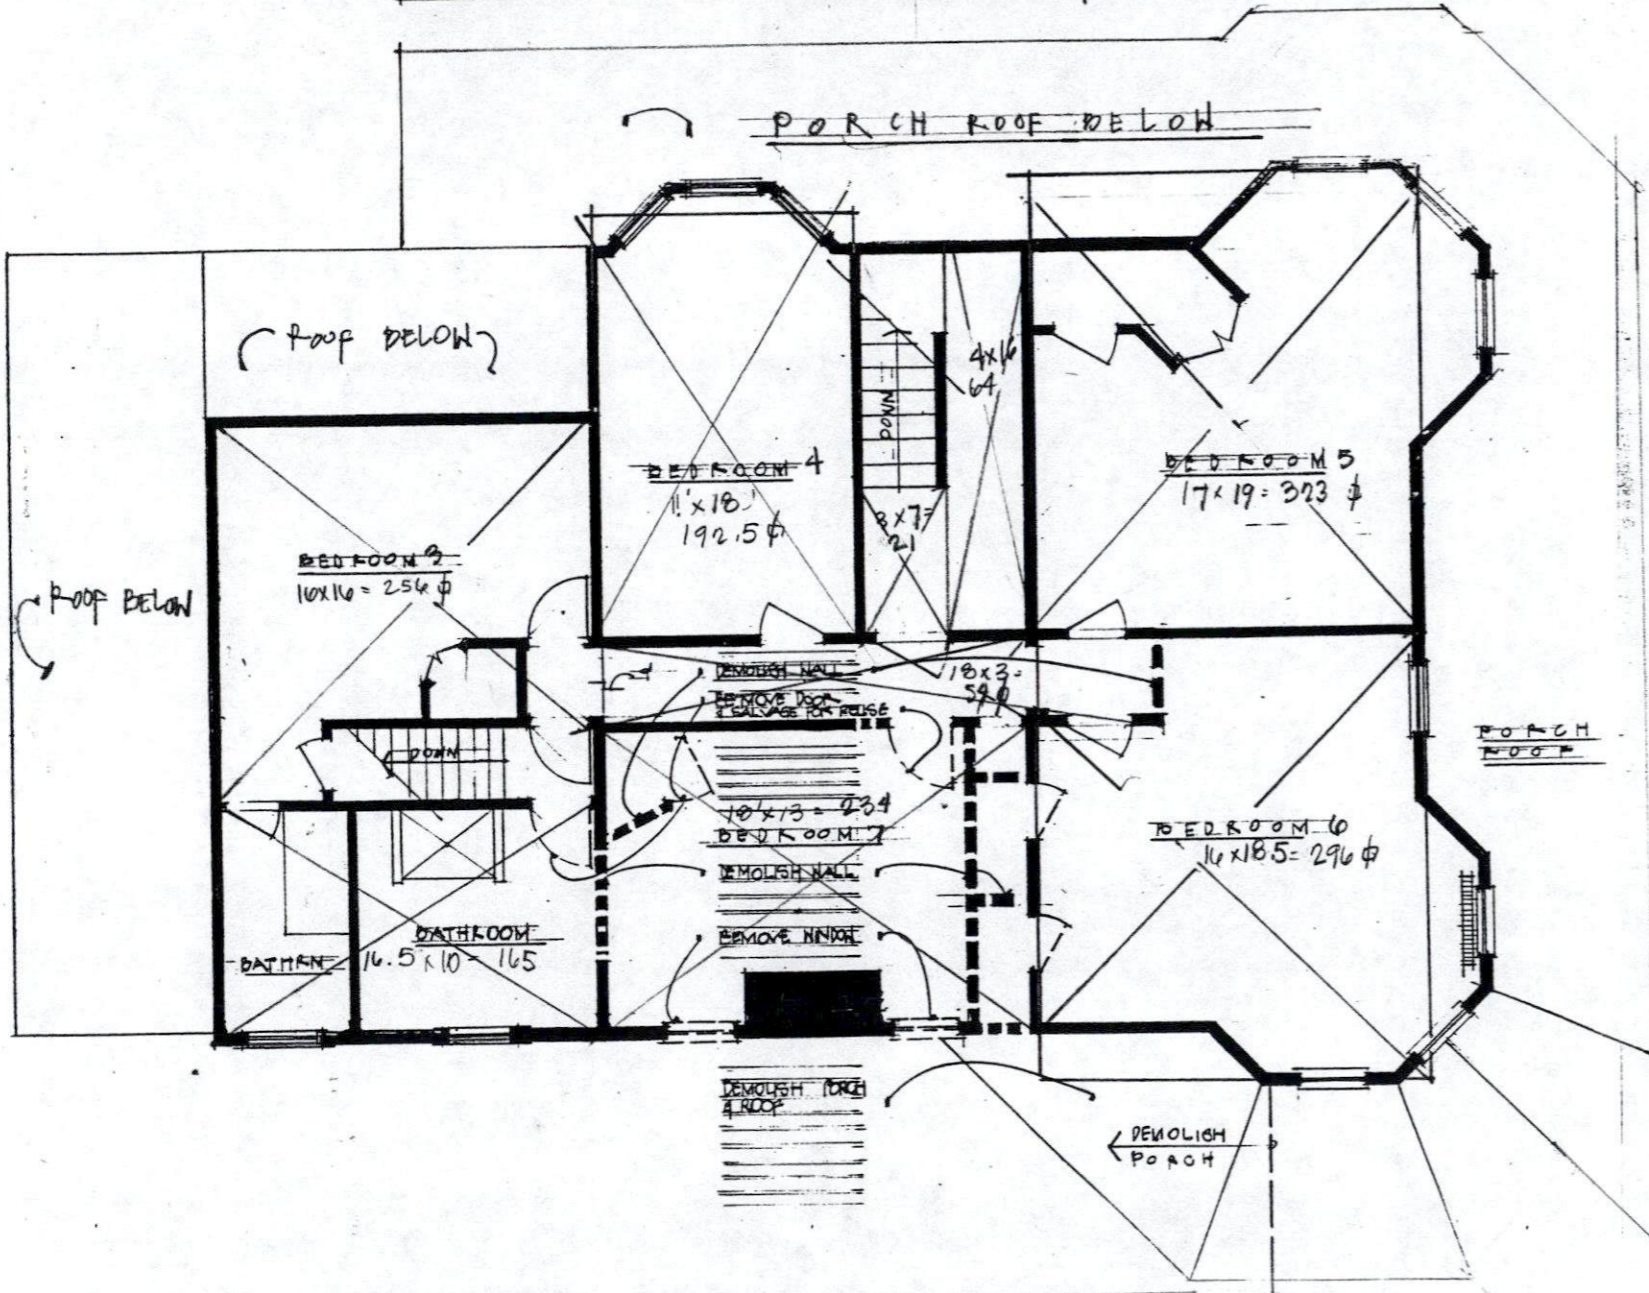 PORCH ROOF BELOW
ROOF BELOW
ROOF BELOW
BEDROOM 3
16x16 = 256 ⌀
BEDROOM 4
11'x18'
192.5 ⌀
DOWN
4x16
64
3x7=
21
BEDROOM 5
17x19 = 323 ⌀
DEMOLISH WALL
REMOVE DOOR
& SALVAGE FOR REUSE
18x3=
54 ⌀
DOWN
18'x13 = 234
BEDROOM 7
DEMOLISH WALL
REMOVE WINDOW
BEDROOM 6
16x18.5 = 296 ⌀
PORCH
ROOF
BATHRM
BATHROOM
16.5 x 10 = 165
DEMOLISH PORCH
& ROOF
DEMOLISH
PORCH